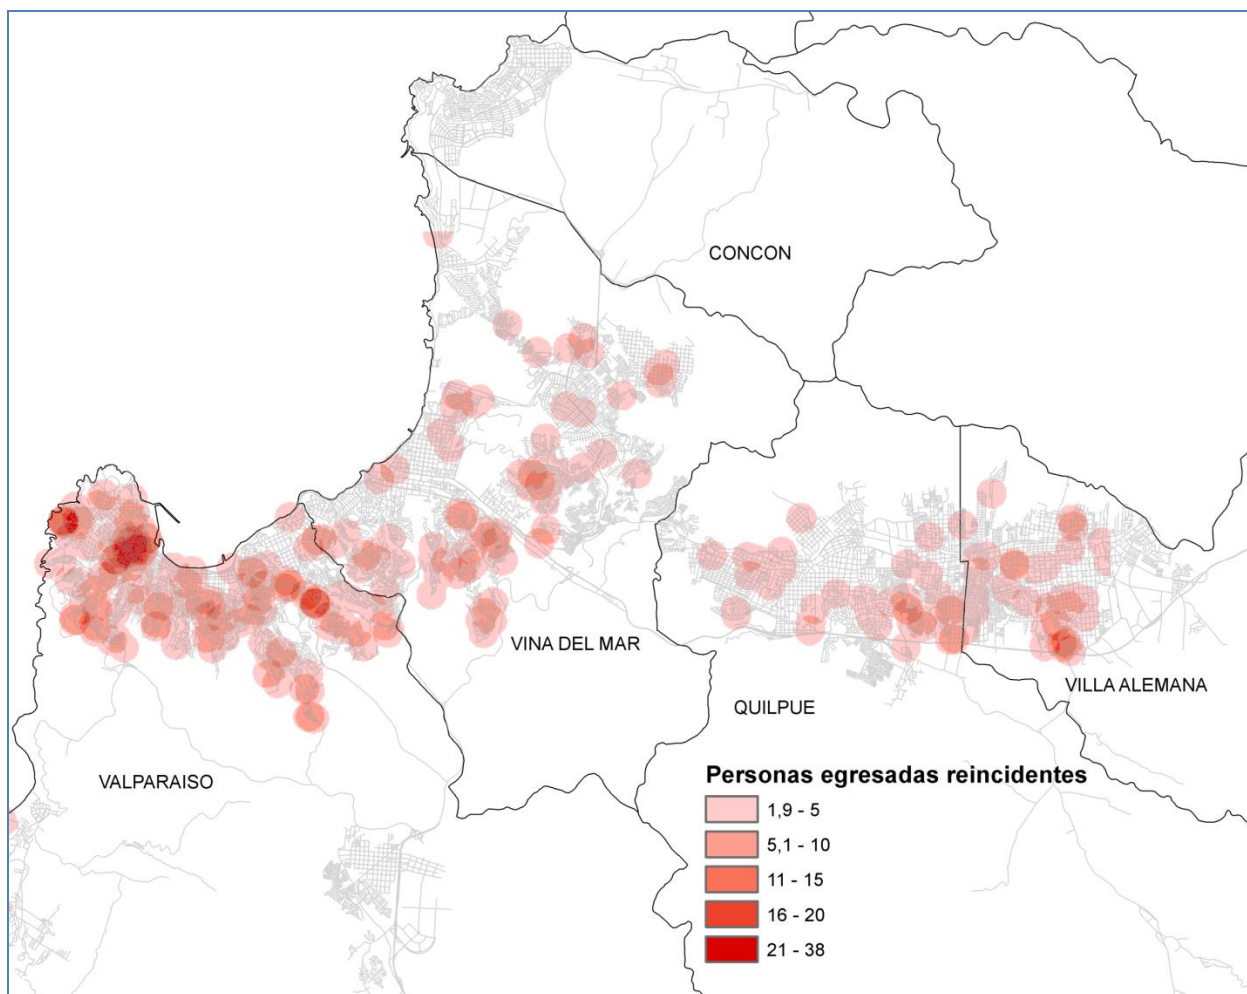 CONCON
VINA DEL MAR
VILLA ALEMANA
QUILPUE
VALPARAISO
Personas egresadas reincidentes
1,9 - 5
5,1 - 10
11 - 15
16 - 20
21 - 38